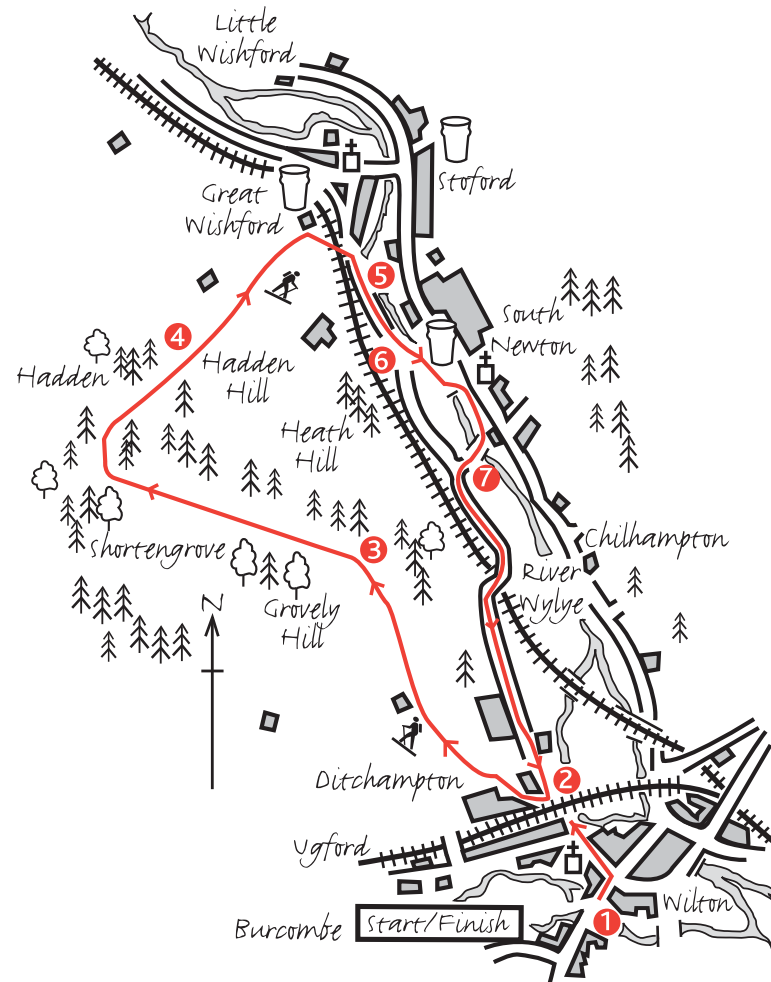 Little
Wishford
Stoford
Great
Wishford
5
South
Newton
4
6
Hadden
Hadden
Hill
Heath
Hill
7
3
Chilhampton
Shortengrove
River
Wylye
Grovely
Hill
N
2
Ditchampton
Ugford
Wilton
1
Burcombe
Start/Finish